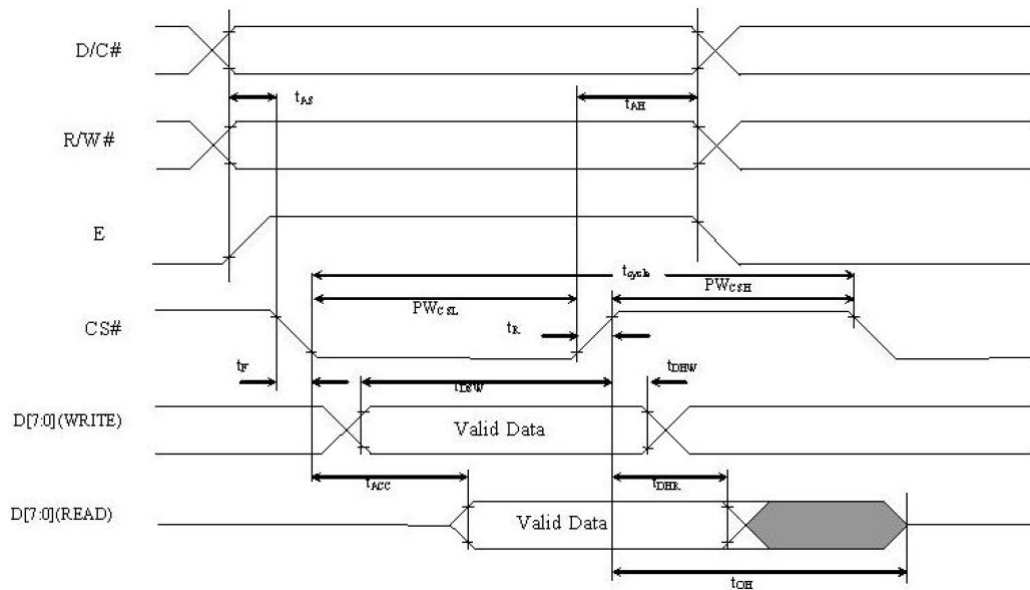 D/C#
tAS
tAH
R/W#
E
tcycle
PWCSL
PWCSH
CS#
tR
tF
tDSW
tDHW
D[7:0](WRITE)
Valid Data
tACC
tDHR
D[7:0](READ)
Valid Data
tOH